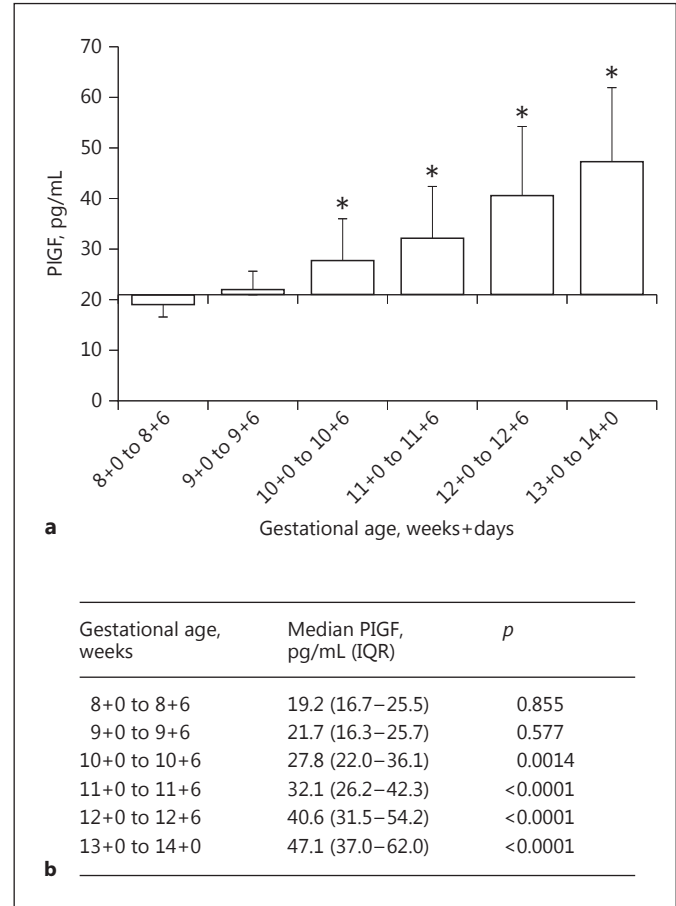 70
60
50
40
30
20
10
0
PlGF, pg/mL
* * * * 
8+0 to 8+6
9+0 to 9+6
10+0 to 10+6
11+0 to 11+6
12+0 to 12+6
13+0 to 14+0
a
Gestational age, weeks+days
Gestational age, Median PlGF, p
weeks pg/mL (IQR)
8+0 to 8+6 19.2 (16.7–25.5) 0.855
9+0 to 9+6 21.7 (16.3–25.7) 0.577
10+0 to 10+6 27.8 (22.0–36.1) 0.0014
11+0 to 11+6 32.1 (26.2–42.3) <0.0001
12+0 to 12+6 40.6 (31.5–54.2) <0.0001
13+0 to 14+0 47.1 (37.0–62.0) <0.0001
b